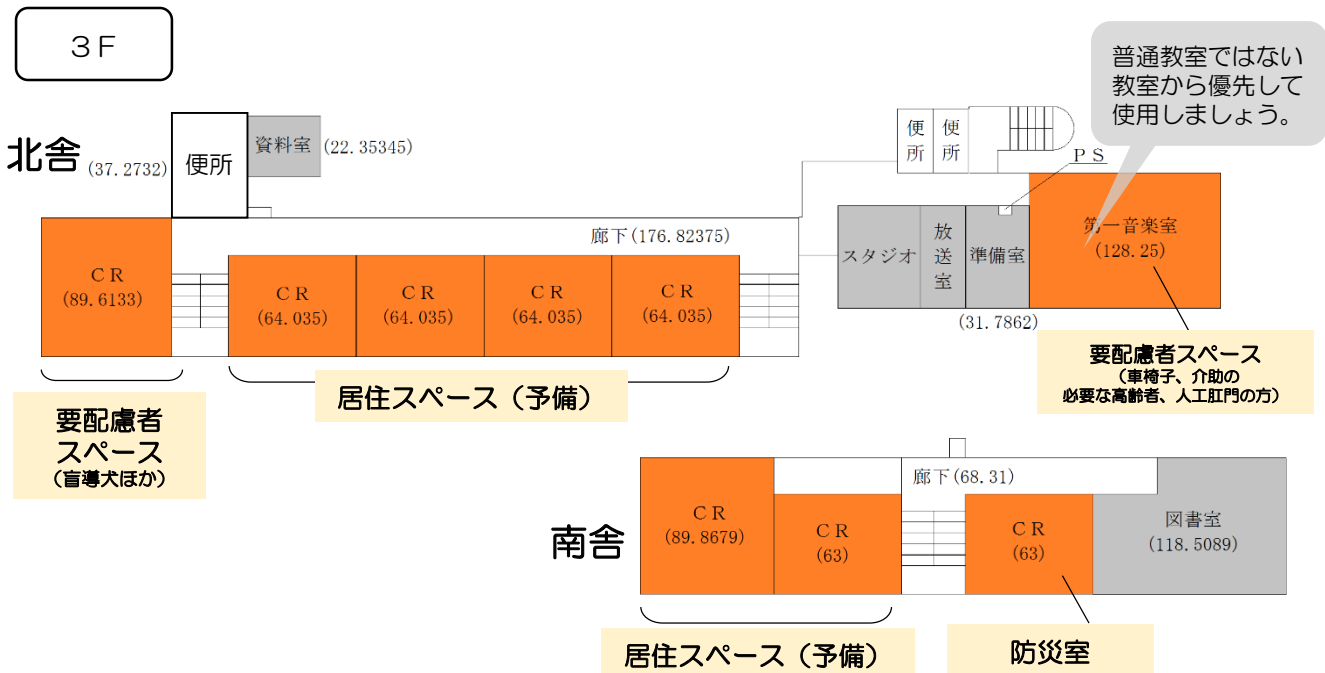 ３Ｆ
普通教室ではない
教室から優先して
使用しましょう。
北舎
(37.2732)
便所
資料室
(22.35345)
便所
便所
ＰＳ
廊下(176.82375)
ＣＲ
(89.6133)
ＣＲ
(64.035)
ＣＲ
(64.035)
ＣＲ
(64.035)
ＣＲ
(64.035)
スタジオ
放送室
準備室
(31.7862)
第一音楽室
(128.25)
要配慮者スペース
（車椅子、介助の
必要な高齢者、人工肛門の方）
居住スペース（予備）
要配慮者
スペース
（盲導犬ほか）
南舎
廊下(68.31)
ＣＲ
(89.8679)
ＣＲ
(63)
ＣＲ
(63)
図書室
(118.5089)
居住スペース（予備）
防災室